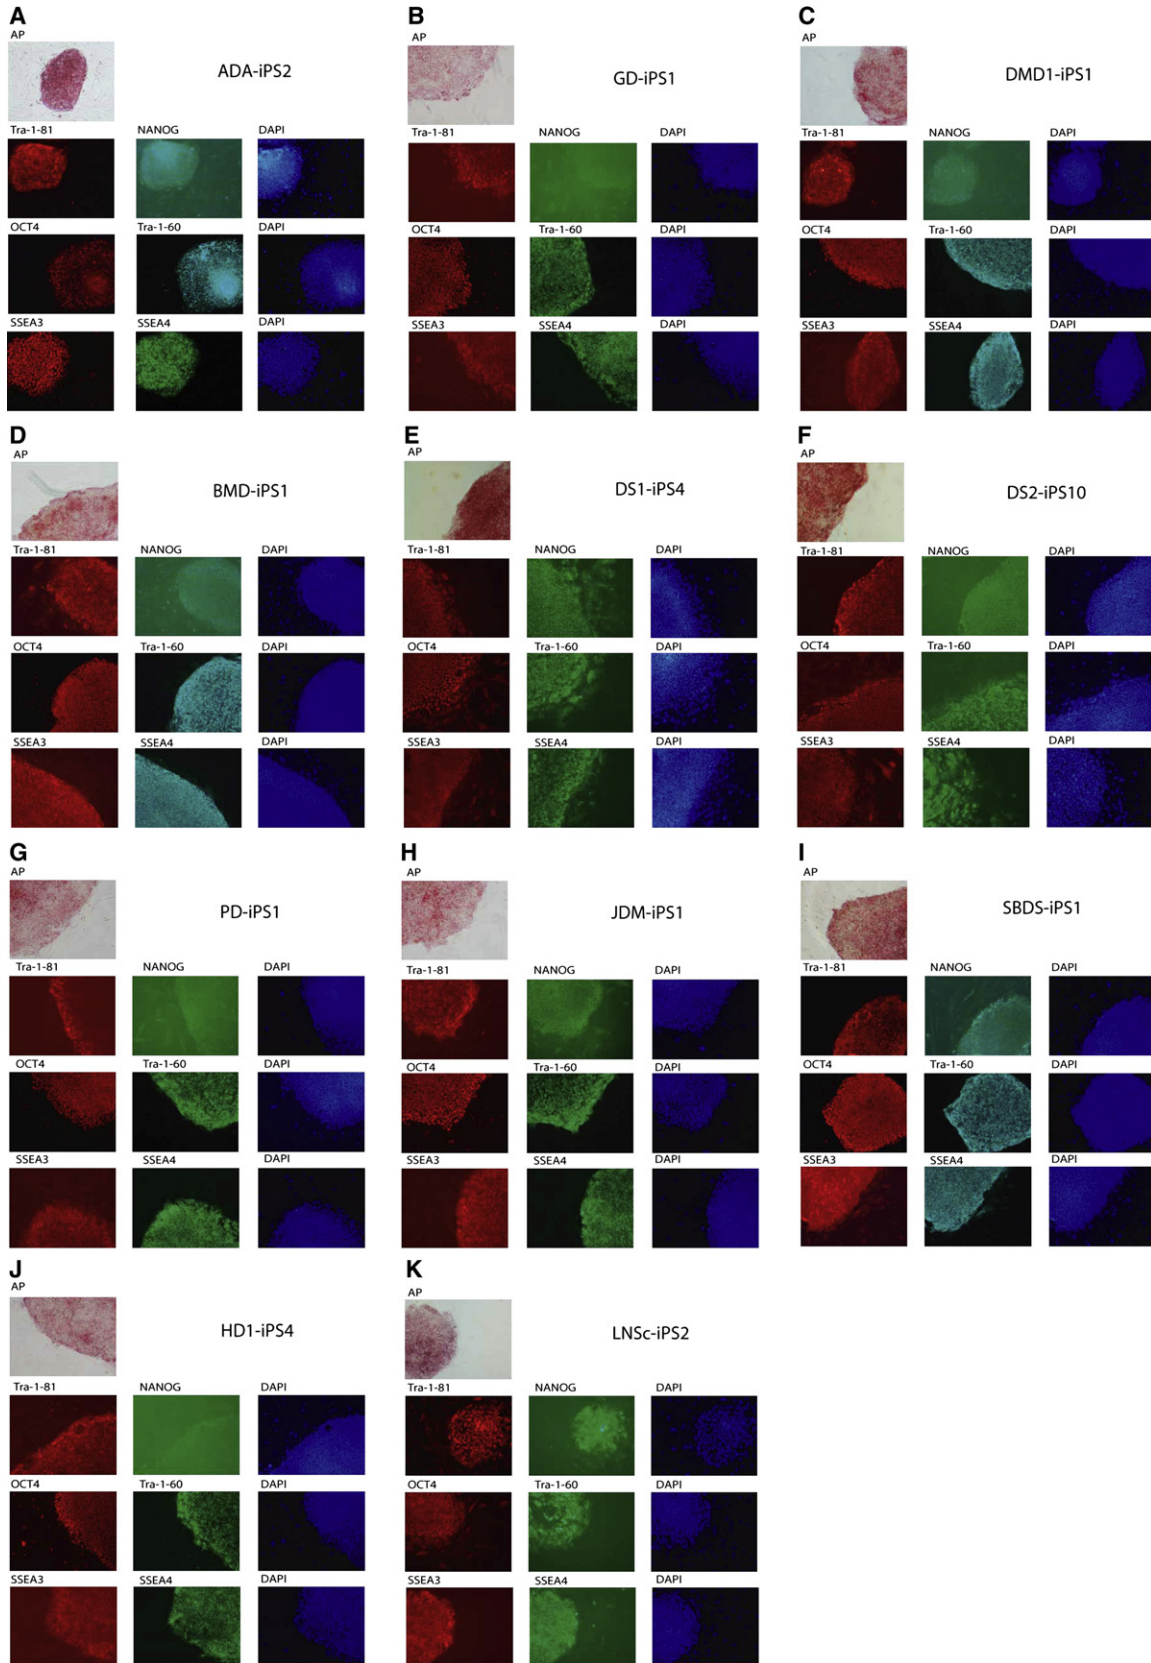 A
AP
ADA-iPS2
Tra-1-81 NANOG DAPI
OCT4 Tra-1-60 DAPI
SSEA3 SSEA4 DAPI
B
AP
GD-iPS1
Tra-1-81 NANOG DAPI
OCT4 Tra-1-60 DAPI
SSEA3 SSEA4 DAPI
C
AP
DMD1-iPS1
Tra-1-81 NANOG DAPI
OCT4 Tra-1-60 DAPI
SSEA3 SSEA4 DAPI
D
AP
BMD-iPS1
Tra-1-81 NANOG DAPI
OCT4 Tra-1-60 DAPI
SSEA3 SSEA4 DAPI
E
AP
DS1-iPS4
Tra-1-81 NANOG DAPI
OCT4 Tra-1-60 DAPI
SSEA3 SSEA4 DAPI
F
AP
DS2-iPS10
Tra-1-81 NANOG DAPI
OCT4 Tra-1-60 DAPI
SSEA3 SSEA4 DAPI
G
AP
PD-iPS1
Tra-1-81 NANOG DAPI
OCT4 Tra-1-60 DAPI
SSEA3 SSEA4 DAPI
H
AP
JDM-iPS1
Tra-1-81 NANOG DAPI
OCT4 Tra-1-60 DAPI
SSEA3 SSEA4 DAPI
I
AP
SBDS-iPS1
Tra-1-81 NANOG DAPI
OCT4 Tra-1-60 DAPI
SSEA3 SSEA4 DAPI
J
AP
HD1-iPS4
Tra-1-81 NANOG DAPI
OCT4 Tra-1-60 DAPI
SSEA3 SSEA4 DAPI
K
AP
LNSc-iPS2
Tra-1-81 NANOG DAPI
OCT4 Tra-1-60 DAPI
SSEA3 SSEA4 DAPI